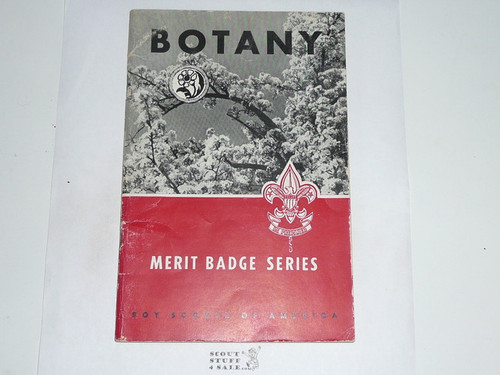 BOTANY
MERIT BADGE SERIES
BOY SCOUTS OF AMERICA
SCOUT
STUFF
4 SALE